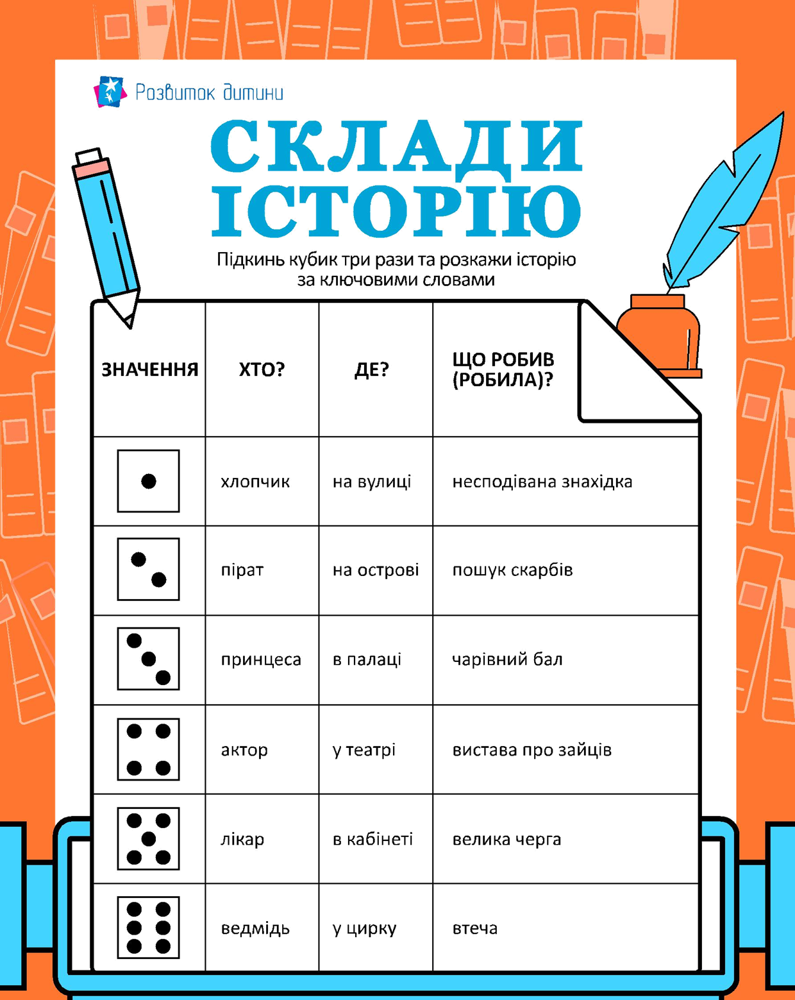 Розвиток дитини
СКЛАДИ
ІСТОРІЮ
Підкинь кубик три рази та розкажи історію
за ключовими словами
ЗНАЧЕННЯ ХТО? ДЕ? ЩО РОБИВ
(РОБИЛА)?
хлопчик на вулиці несподівана знахідка
пірат на острові пошук скарбів
принцеса в палаці чарівний бал
актор у театрі вистава про зайців
лікар в кабінеті велика черга
ведмідь у цирку втеча